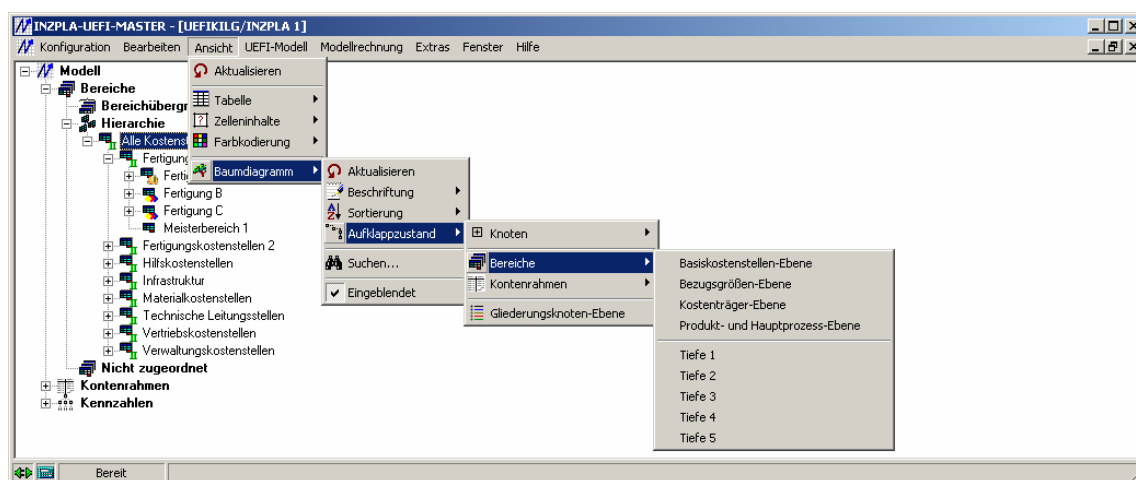 INZPLA-UEFI-MASTER - [UEFIKILG/INZPLA 1]
Konfiguration Bearbeiten Ansicht UEFI-Modell Modellrechnung Extras Fenster Hilfe
Modell
Bereiche
Bereichübergr
Hierarchie
Alle Kostens
Fertigung
Ferti
Fertigung B
Fertigung C
Meisterbereich 1
Fertigungskostenstellen 2
Hilfskostenstellen
Infrastruktur
Materialkostenstellen
Technische Leitungsstellen
Vertriebskostenstellen
Verwaltungskostenstellen
Nicht zugeordnet
Kontenrahmen
Kennzahlen
Aktualisieren
Tabelle
Zelleninhalte
Farbkodierung
Baumdiagramm
Aktualisieren
Beschriftung
Sortierung
Aufklappzustand
Suchen...
Eingeblendet
Knoten
Bereiche
Kontenrahmen
Gliederungsknoten-Ebene
Basiskostenstellen-Ebene
Bezugsgrößen-Ebene
Kostenträger-Ebene
Produkt- und Hauptprozess-Ebene
Tiefe 1
Tiefe 2
Tiefe 3
Tiefe 4
Tiefe 5
Bereit